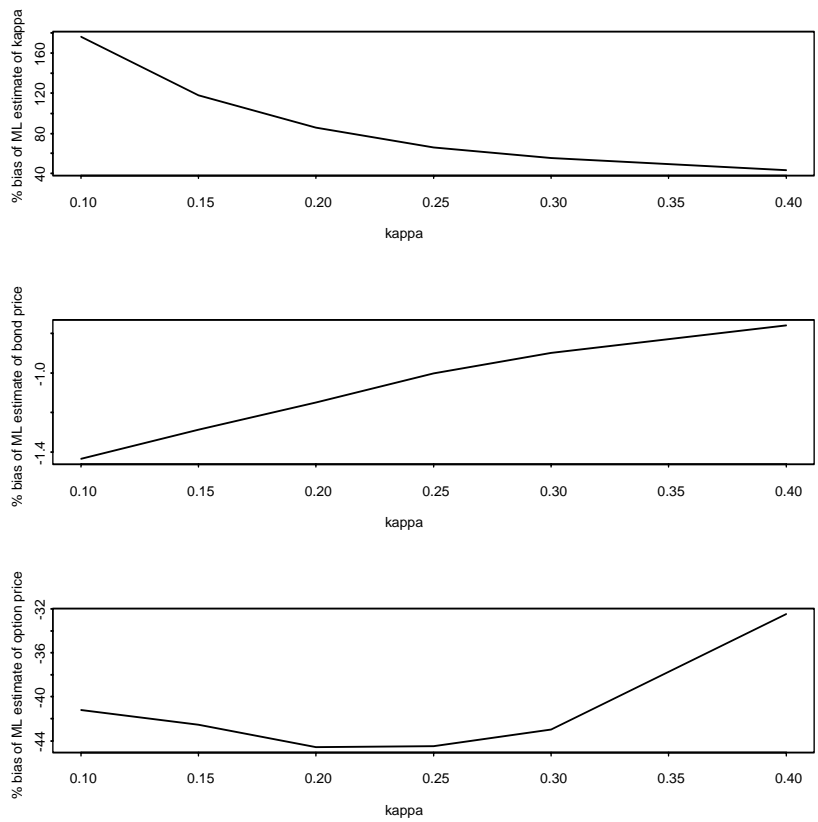 % bias of ML estimate of kappa
160
120
80
40
0.10 0.15 0.20 0.25 0.30 0.35 0.40
kappa
% bias of ML estimate of bond price
-1.0
-1.4
0.10 0.15 0.20 0.25 0.30 0.35 0.40
kappa
% bias of ML estimate of option price
-32
-36
-40
-44
0.10 0.15 0.20 0.25 0.30 0.35 0.40
kappa